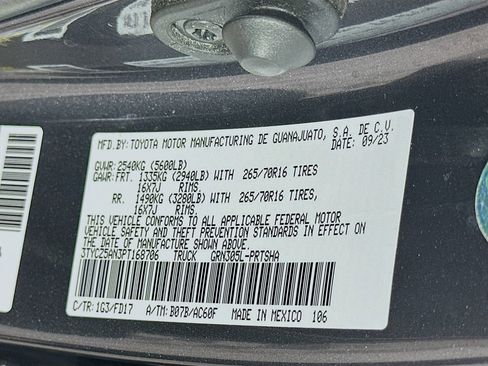 MFD.BY:TOYOTA MOTOR MANUFACTURING DE GUANAJUATO, S.A. DE C.V.
DATE: 09/23
GVWR:2540KG (5600LB)
GAWR:FRT. 1335KG (2940LB)WITH 265/70R16 TIRES
16X7J RIMS,
RR. 1490KG (3280LB)WITH 265/70R16 TIRES,
16X7J RIMS.
THIS VEHICLE CONFORMS TO ALL APPLICABLE FEDERAL MOTOR
VEHICLE SAFETY AND THEFT PREVENTION STANDARDS IN EFFECT ON
THE DATE OF MANUFACTURE SHOWN ABOVE.
3TYCZ5AN3PT168706 TRUCK GRN305L-PRTSHA
C/TR:1G3/FD17 A/TM:B07B/AC60F MADE IN MEXICO 106